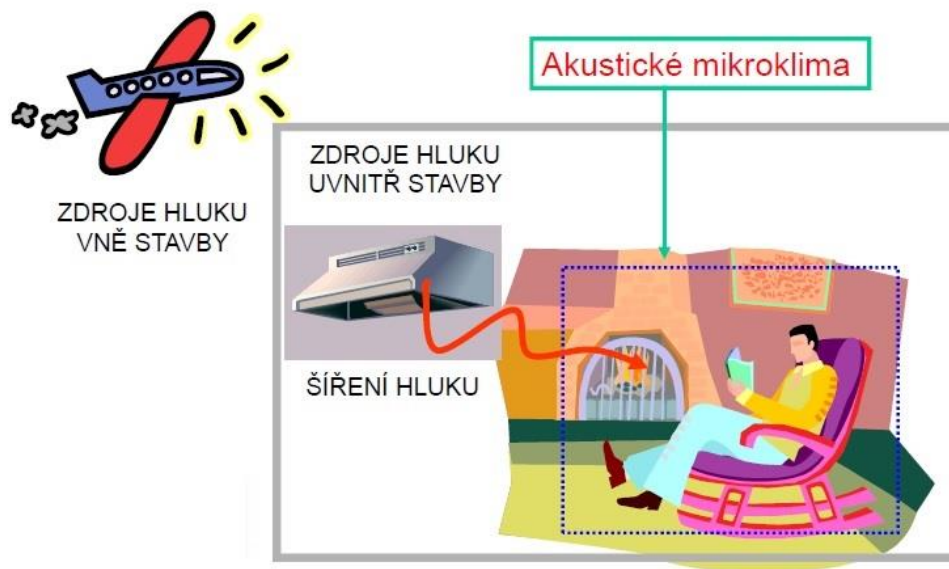 Akustické mikroklima
ZDROJE HLUKU
UVNITŘ STAVBY
ZDROJE HLUKU
VNĚ STAVBY
ŠÍŘENÍ HLUKU